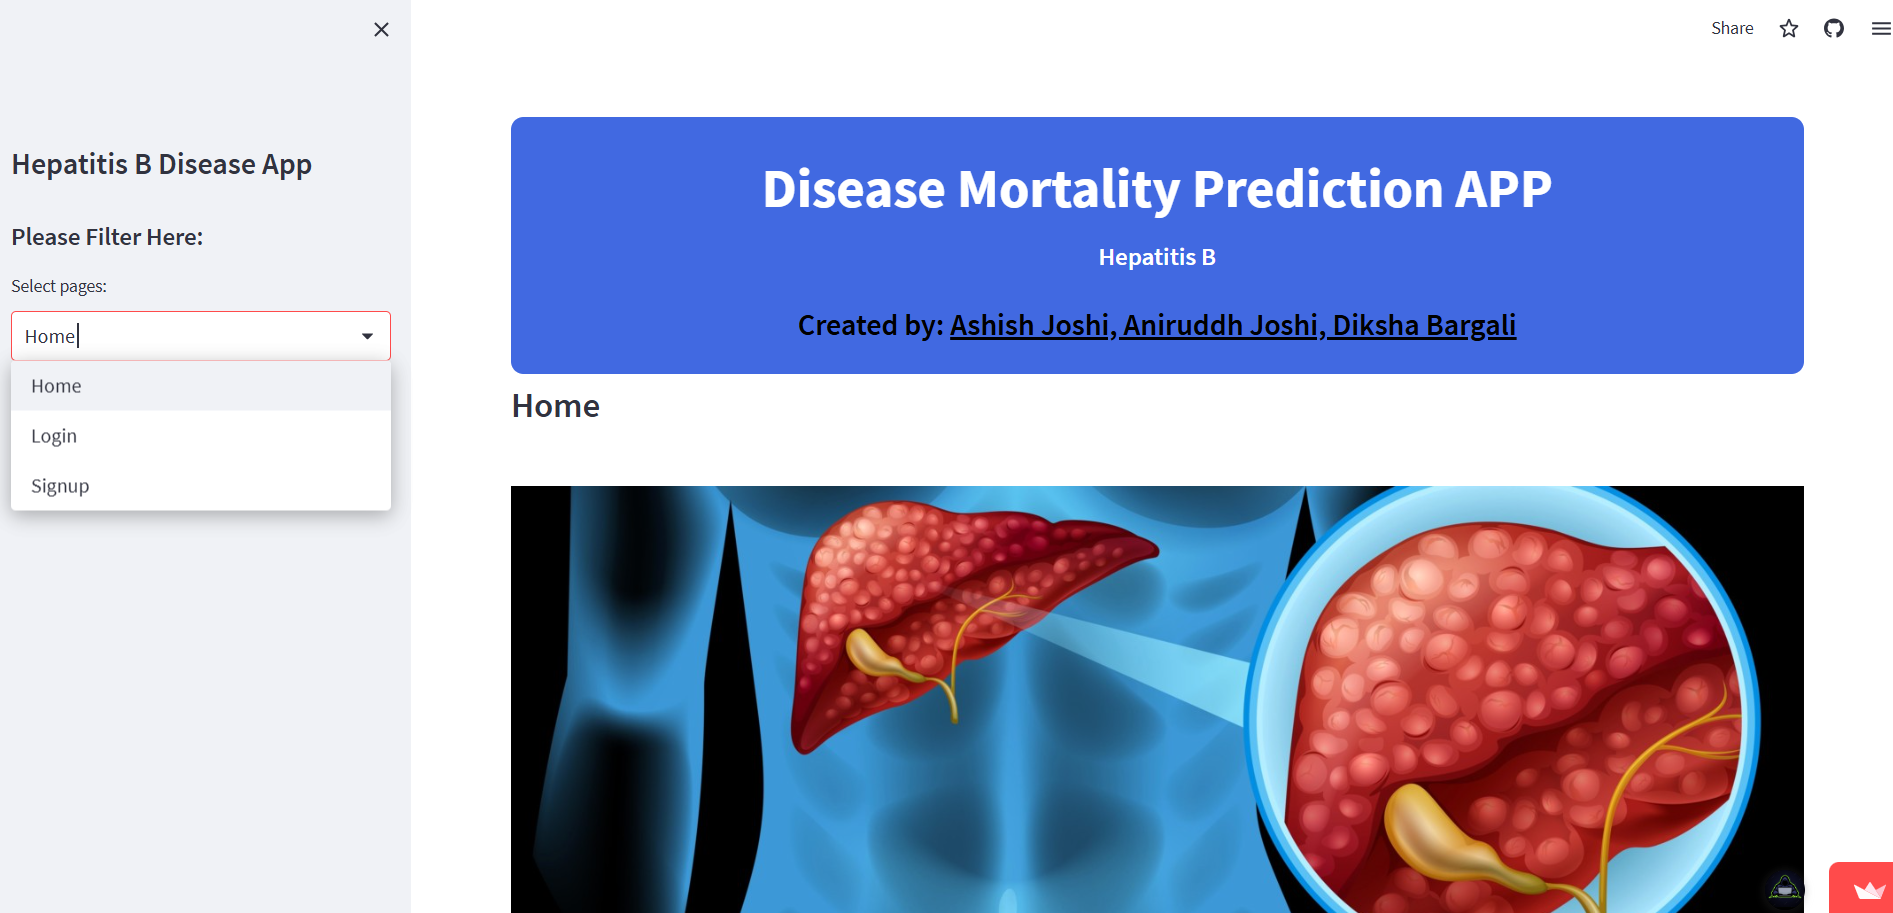 Share
Hepatitis B Disease App
Please Filter Here:
Select pages:
Home
Home
Login
Signup
Disease Mortality Prediction APP
Hepatitis B
Created by: Ashish Joshi, Aniruddh Joshi, Diksha Bargali
Home